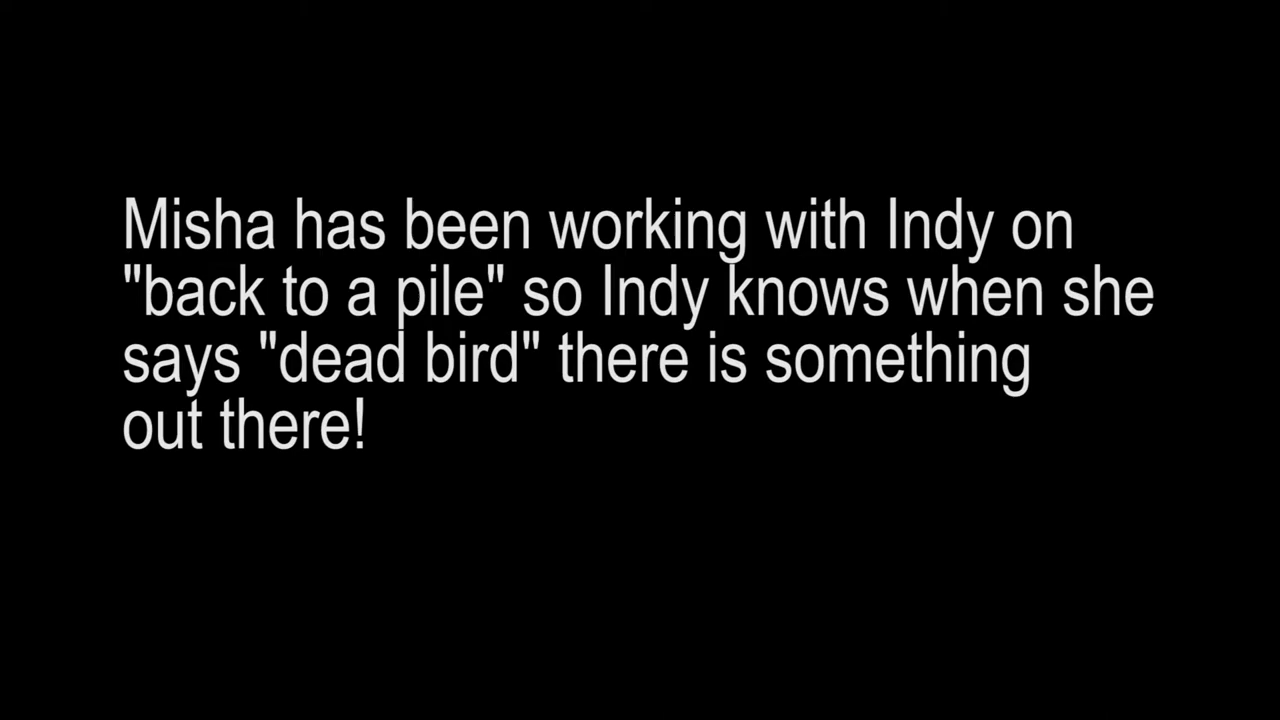 Misha has been working with Indy on
"back to a pile" so Indy knows when she
says "dead bird" there is something
out there!